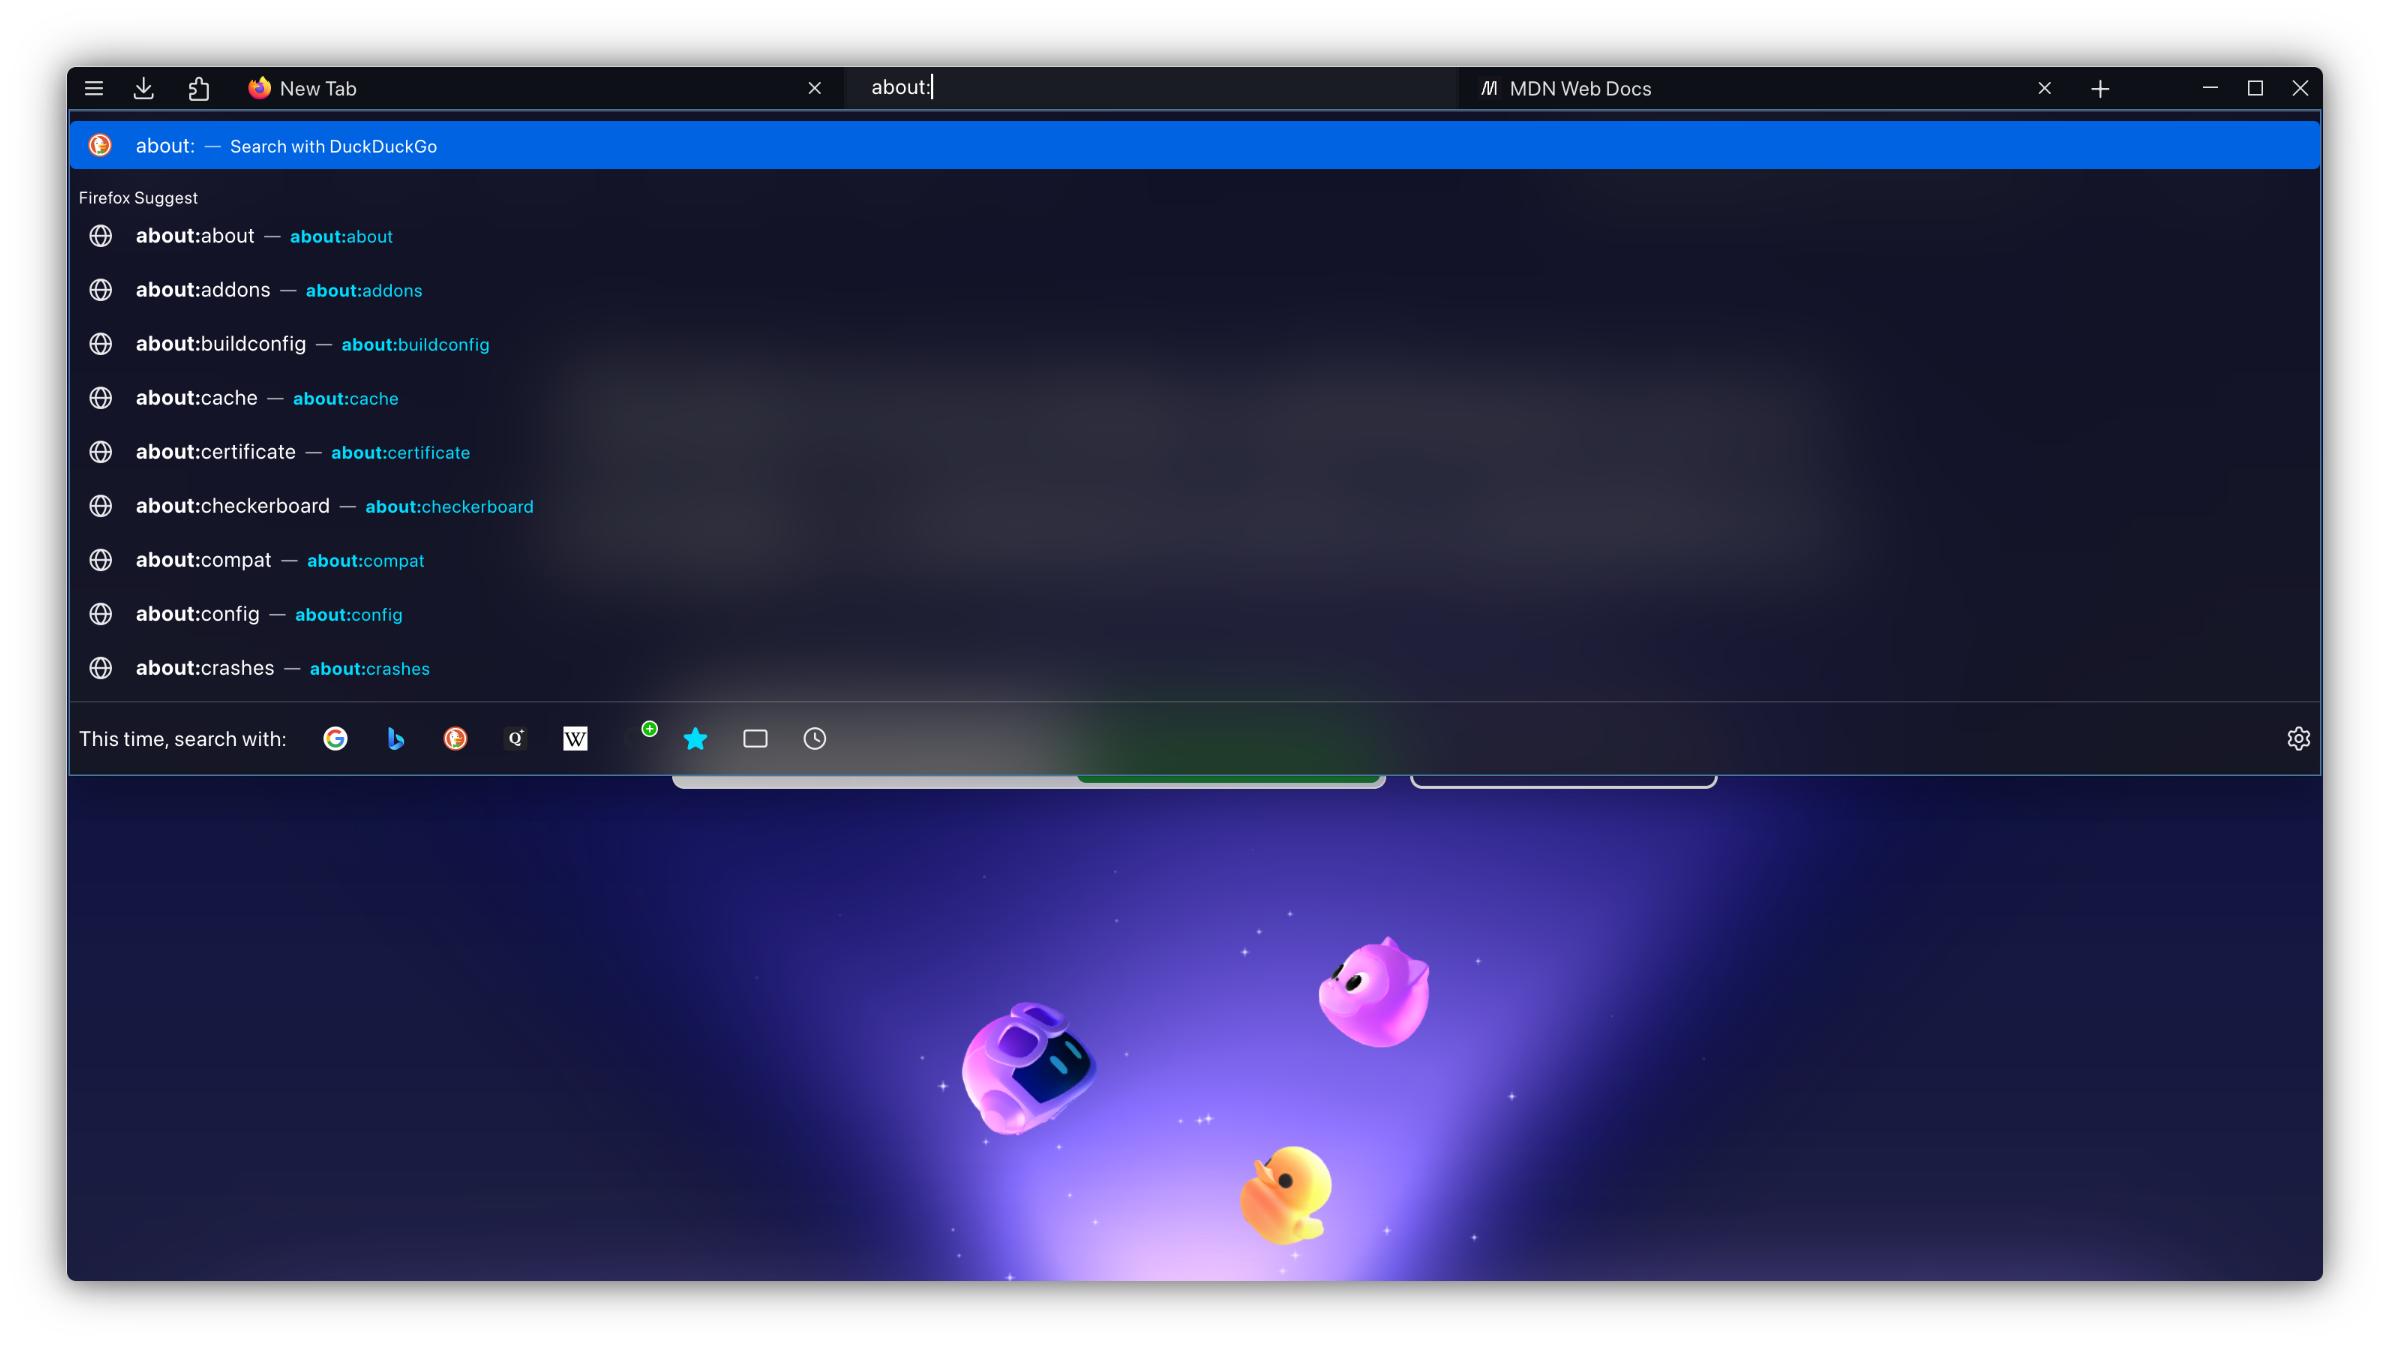 New Tab
about:
MDN Web Docs
about: — Search with DuckDuckGo
Firefox Suggest
about:about — about:about
about:addons — about:addons
about:buildconfig — about:buildconfig
about:cache — about:cache
about:certificate — about:certificate
about:checkerboard — about:checkerboard
about:compat — about:compat
about:config — about:config
about:crashes — about:crashes
This time, search with: